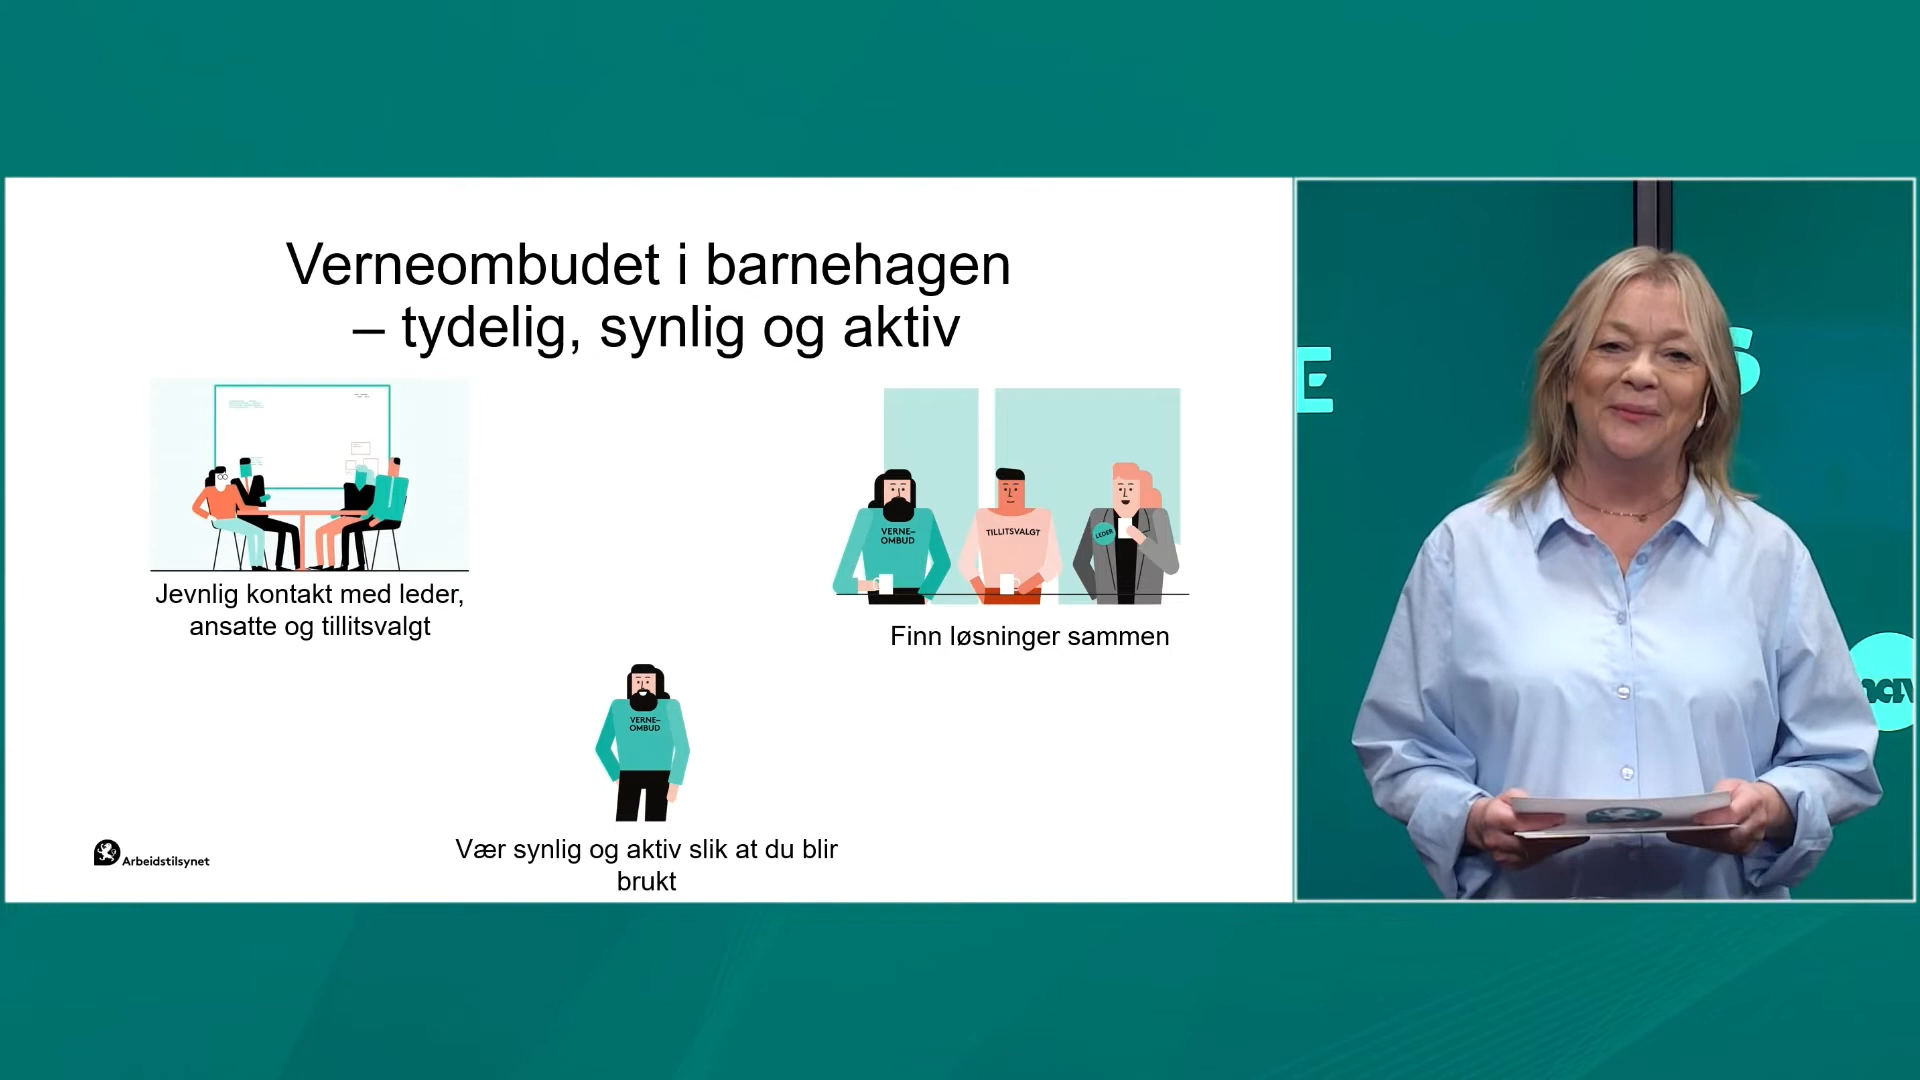 Verneombudet i barnehagen
– tydelig, synlig og aktiv
VERNE-
OMBUD
TILLITSVALGT
LEDER
Jevnlig kontakt med leder,
ansatte og tillitsvalgt
Finn løsninger sammen
VERNE-
OMBUD
Vær synlig og aktiv slik at du blir
brukt
Arbeidstilsynet
E
S
nav